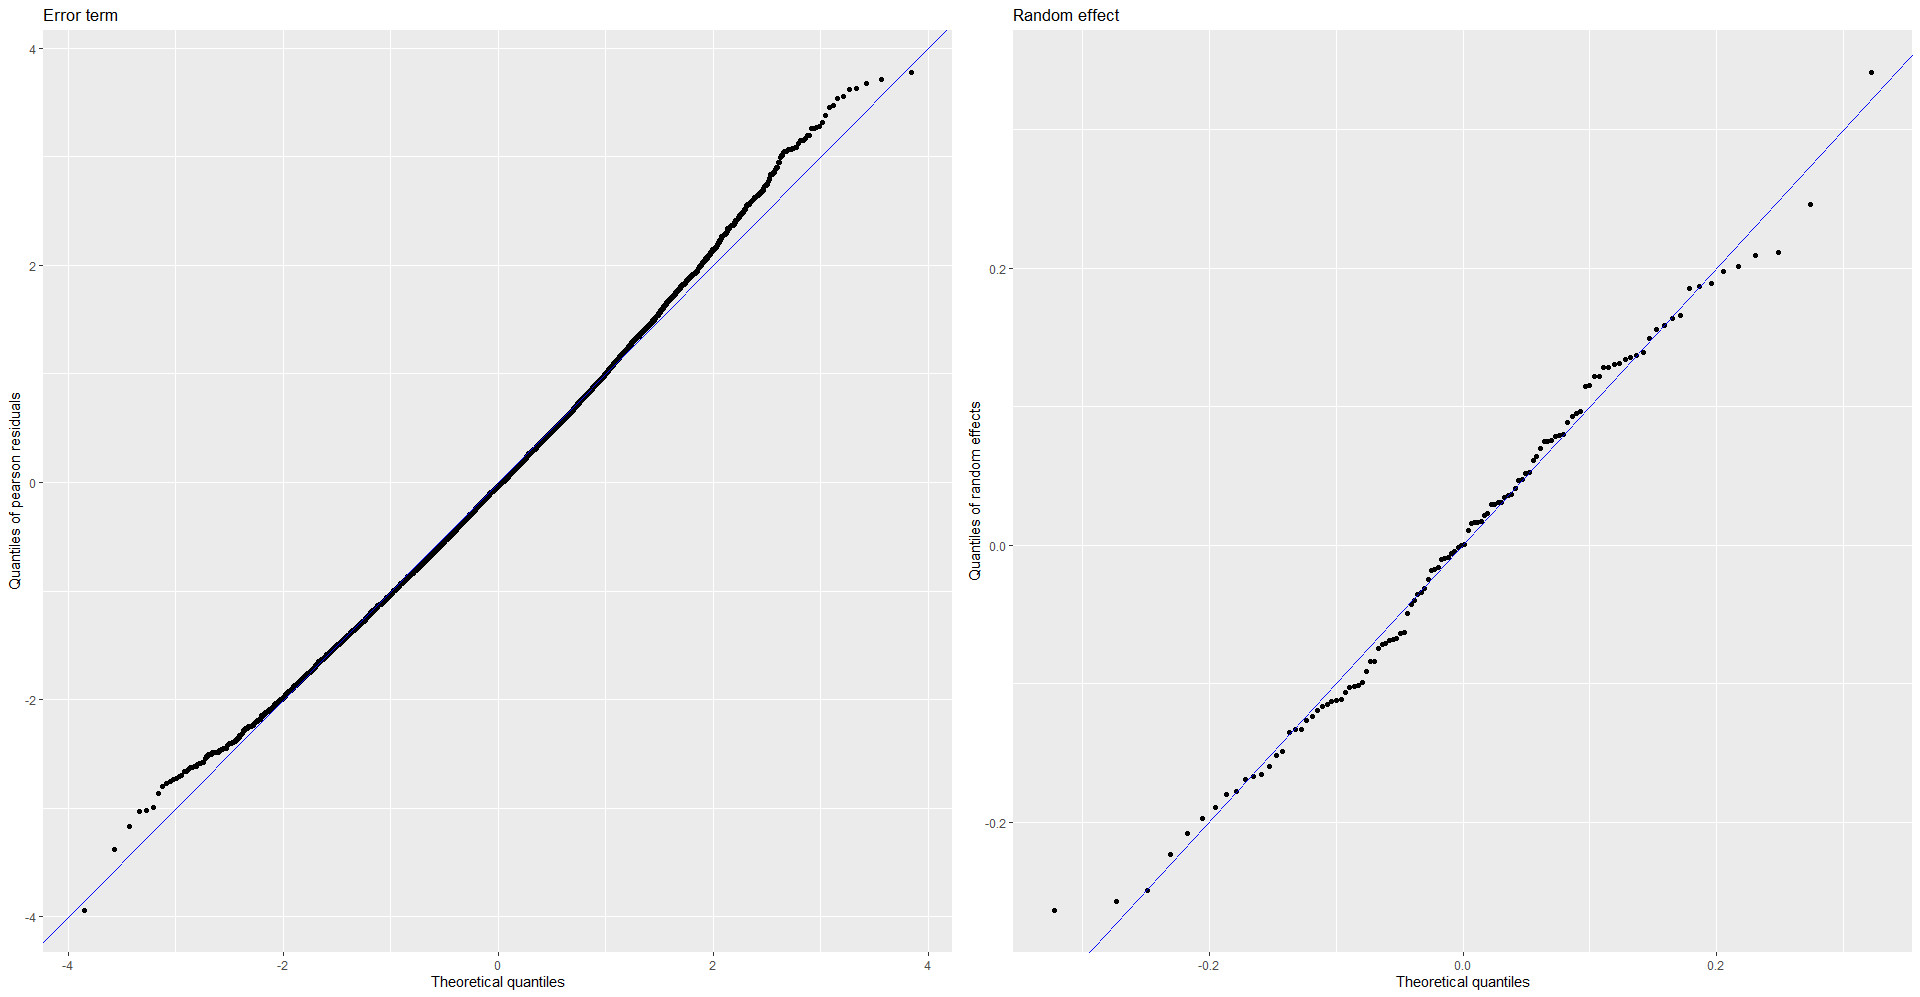 Error term
Quantiles of pearson residuals
4
2
0
-2
-4
-4
-2
0
2
4
Theoretical quantiles
Random effect
Quantiles of random effects
0.2
0.0
-0.2
-0.2
0.0
0.2
Theoretical quantiles